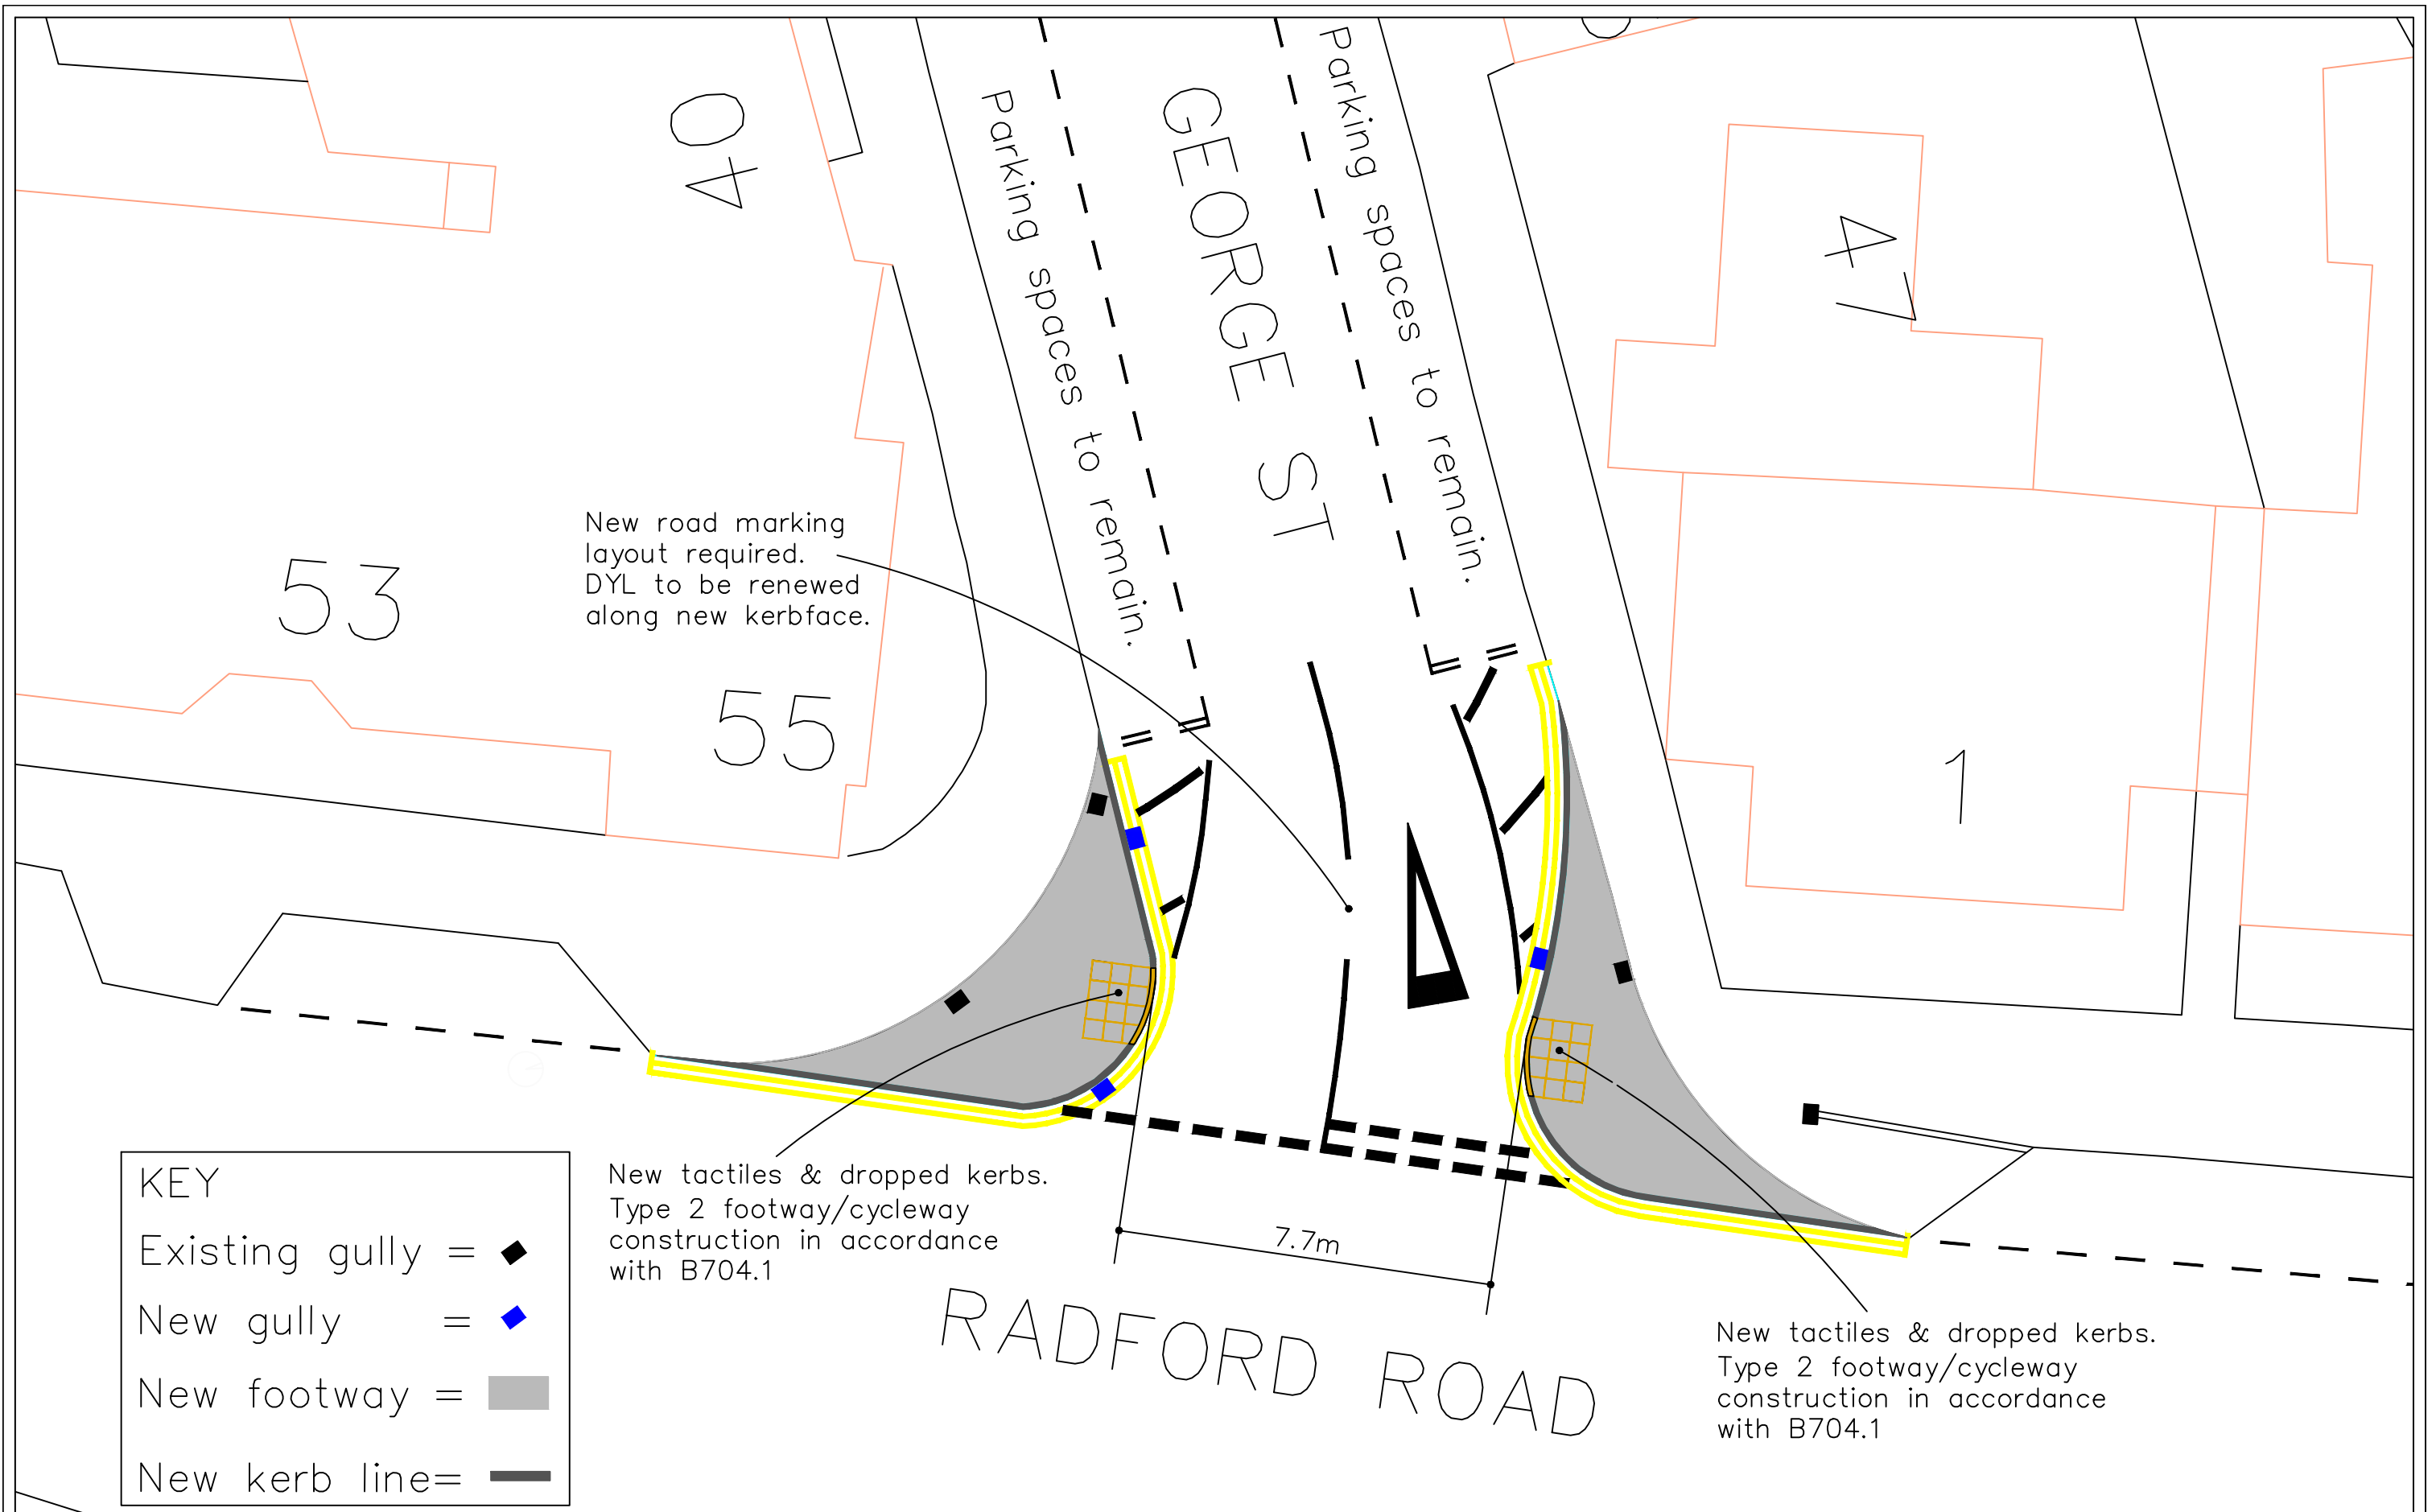 40
Parking spaces to remain.
GEORGE ST
Parking spaces to remain.
47
53
55
1
New road marking
layout required.
DYL to be renewed
along new kerbface.
New tactiles & dropped kerbs.
Type 2 footway/cycleway
construction in accordance
with B704.1
7.7m
RADFORD ROAD
New tactiles & dropped kerbs.
Type 2 footway/cycleway
construction in accordance
with B704.1
KEY
Existing gully =
New gully =
New footway =
New kerb line=